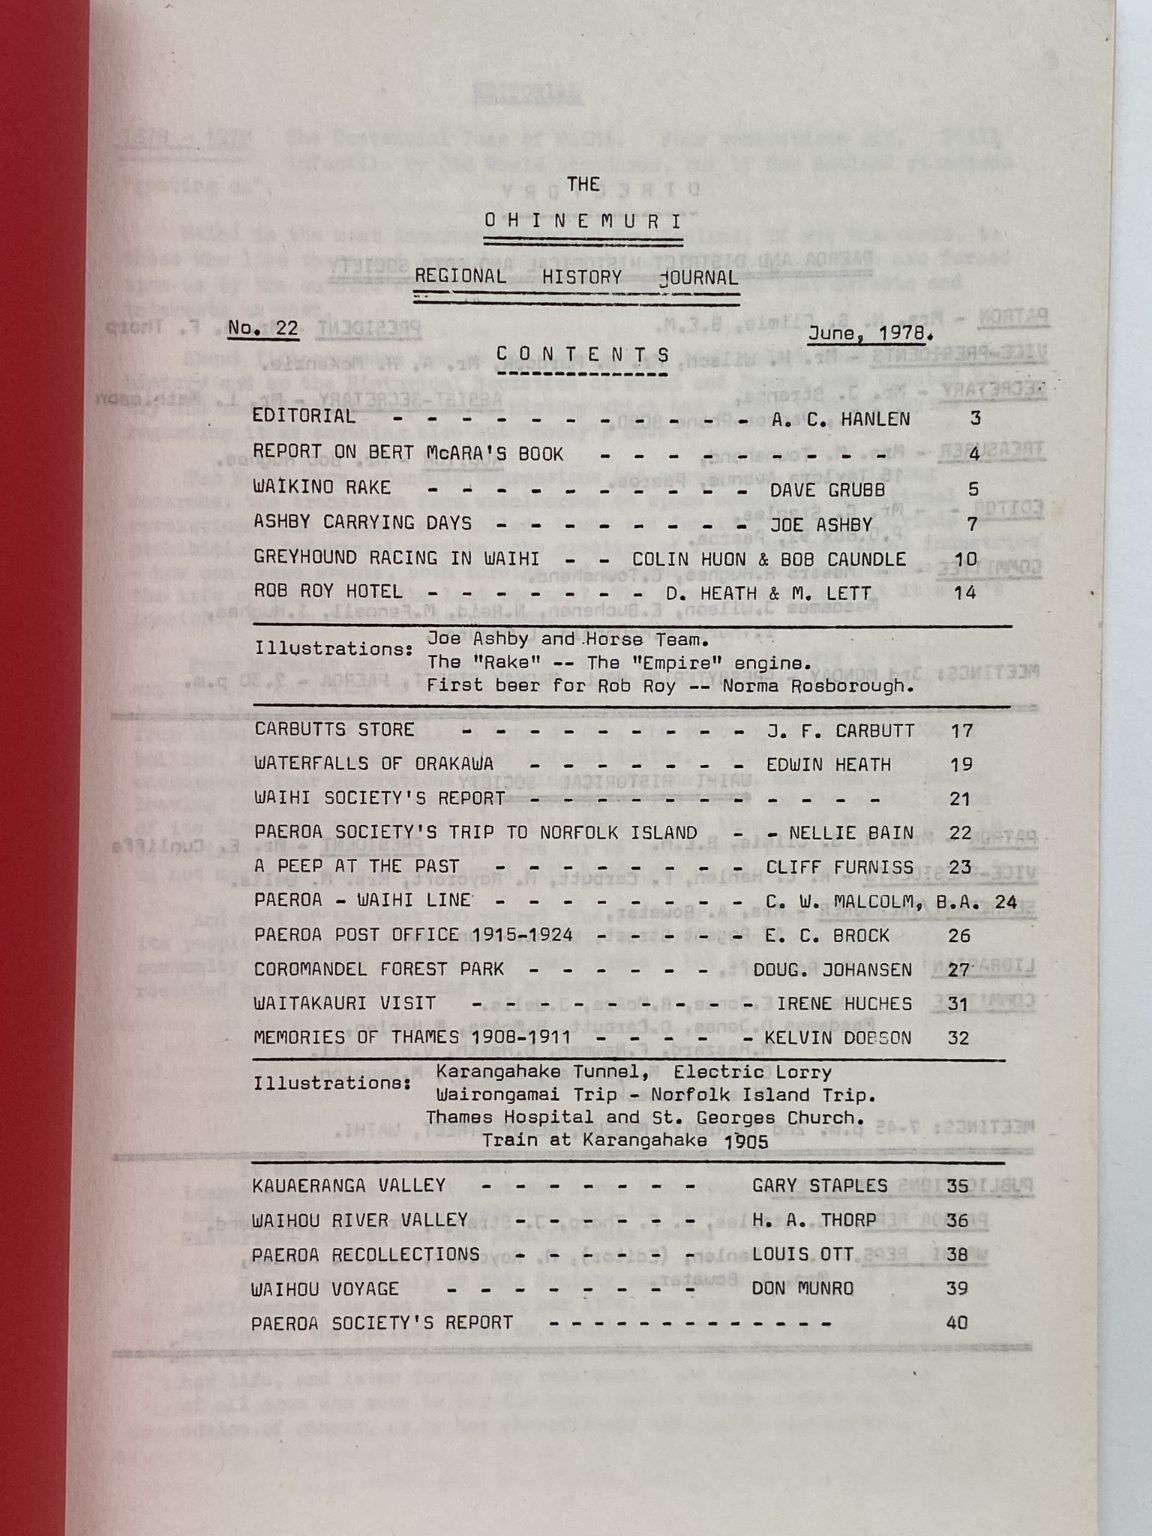 THE
O H I N E M U R I
REGIONAL HISTORY JOURNAL
No. 22 June, 1978.
C O N T E N T S
EDITORIAL - - - - - - - - - - - A. C. HANLEN 3
REPORT ON BERT McARA'S BOOK - - - - - - - - - 4
WAIKINO RAKE - - - - - - - - - - DAVE GRUBB 5
ASHBY CARRYING DAYS - - - - - - - - JOE ASHBY 7
GREYHOUND RACING IN WAIHI - - COLIN HUON & BOB CAUNDLE 10
ROB ROY HOTEL - - - - - - - D. HEATH & M. LETT 14
Illustrations: Joe Ashby and Horse Team.
The "Rake" -- The "Empire" engine.
First beer for Rob Roy -- Norma Rosborough.
CARBUTTS STORE - - - - - - - - - J. F. CARBUTT 17
WATERFALLS OF ORAKAWA - - - - - - - EDWIN HEATH 19
WAIHI SOCIETY'S REPORT - - - - - - - - - - - 21
PAEROA SOCIETY'S TRIP TO NORFOLK ISLAND - - NELLIE BAIN 22
A PEEP AT THE PAST - - - - - - - - CLIFF FURNISS 23
PAEROA - WAIHI LINE - - - - - - - - C. W. MALCOLM, B.A. 24
PAEROA POST OFFICE 1915-1924 - - - - - E. C. BROCK 26
COROMANDEL FOREST PARK - - - - - - DOUG. JOHANSEN 27
WAITAKAURI VISIT - - - - - - - - - IRENE HUGHES 31
MEMORIES OF THAMES 1908-1911 - - - - - KELVIN DOBSON 32
Illustrations: Karangahake Tunnel, Electric Lorry
Wairongamai Trip - Norfolk Island Trip.
Thames Hospital and St. Georges Church.
Train at Karangahake 1905
KAUAERANGA VALLEY - - - - - - - GARY STAPLES 35
WAIHOU RIVER VALLEY - - - - - - H. A. THORP 36
PAEROA RECOLLECTIONS - - - - - - LOUIS OTT 38
WAIHOU VOYAGE - - - - - - - - DON MUNRO 39
PAEROA SOCIETY'S REPORT - - - - - - - - - - - - - 40